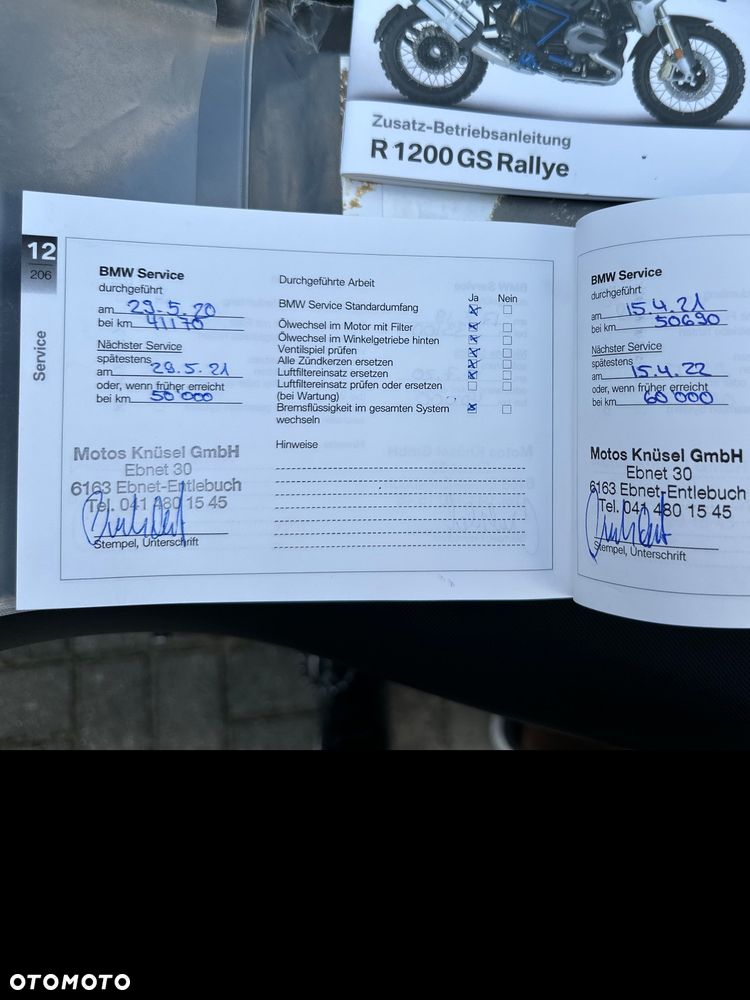 Zusatz-Betriebsanleitung
R 1200 GS Rallye
12
206
Service
BMW Service
durchgeführt
am 29.5.20
bei km 41170
Nächster Service
spätestens
am 29.5.21
oder, wenn früher erreicht
bei km 50'000
Motos Knüsel GmbH
Ebnet 30
6163 Ebnet-Entlebuch
Tel. 041 480 15 45
Stempel, Unterschrift
Durchgeführte Arbeit
Ja Nein
BMW Service Standardumfang
Ölwechsel im Motor mit Filter
Ölwechsel im Winkelgetriebe hinten
Ventilspiel prüfen
Alle Zündkerzen ersetzen
Luftfiltereinsatz ersetzen
Luftfiltereinsatz prüfen oder ersetzen
(bei Wartung)
Bremsflüssigkeit im gesamten System
wechseln
Hinweise
BMW Service
durchgeführt
am 15.4.21
bei km 50690
Nächster Service
spätestens
am 15.4.22
oder, wenn früher erreicht
bei km 60'000
Motos Knüsel GmbH
Ebnet 30
6163 Ebnet-Entlebuch
Tel. 041 480 15 45
Stempel, Unterschrift
OTOMOTO